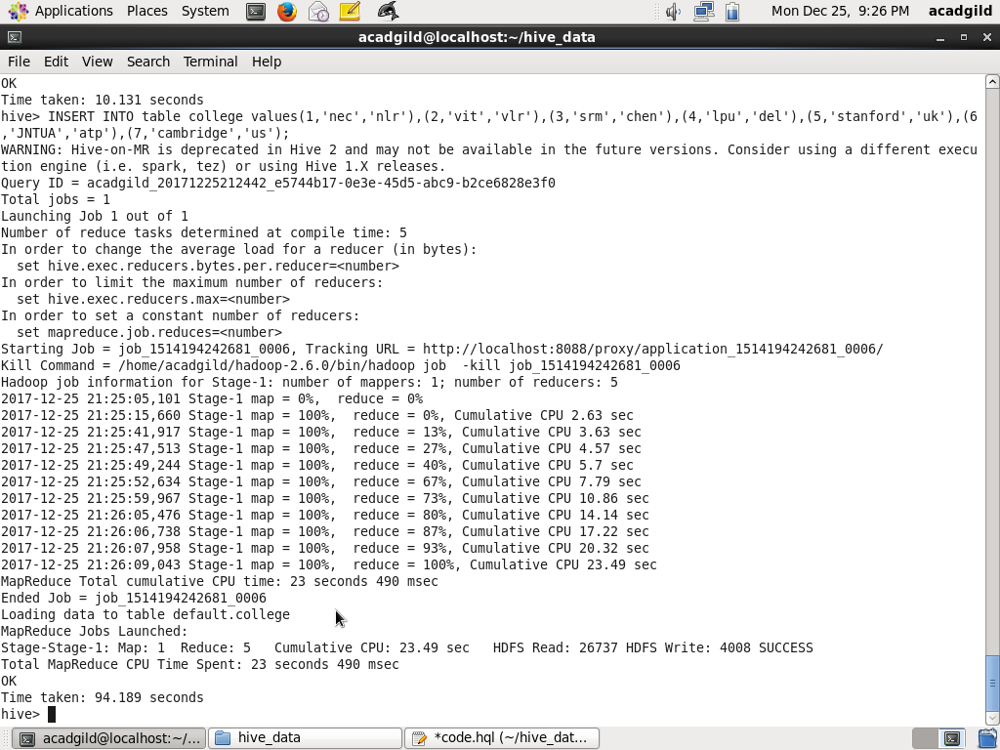 Applications Places System Mon Dec 25, 9:26 PM acadgild
acadgild@localhost:~/hive_data
File Edit View Search Terminal Help
OK
Time taken: 10.131 seconds
hive> INSERT INTO table college values(1,'nec','nlr'),(2,'vit','vlr'),(3,'srm','chen'),(4,'lpu','del'),(5,'stanford','uk'),(6
,'JNTUA','atp'),(7,'cambridge','us');
WARNING: Hive-on-MR is deprecated in Hive 2 and may not be available in the future versions. Consider using a different execu
tion engine (i.e. spark, tez) or using Hive 1.X releases.
Query ID = acadgild_20171225212442_e5744b17-0e3e-45d5-abc9-b2ce6828e3f0
Total jobs = 1
Launching Job 1 out of 1
Number of reduce tasks determined at compile time: 5
In order to change the average load for a reducer (in bytes):
  set hive.exec.reducers.bytes.per.reducer=<number>
In order to limit the maximum number of reducers:
  set hive.exec.reducers.max=<number>
In order to set a constant number of reducers:
  set mapreduce.job.reduces=<number>
Starting Job = job_1514194242681_0006, Tracking URL = http://localhost:8088/proxy/application_1514194242681_0006/
Kill Command = /home/acadgild/hadoop-2.6.0/bin/hadoop job  -kill job_1514194242681_0006
Hadoop job information for Stage-1: number of mappers: 1; number of reducers: 5
2017-12-25 21:25:05,101 Stage-1 map = 0%,  reduce = 0%
2017-12-25 21:25:15,660 Stage-1 map = 100%,  reduce = 0%, Cumulative CPU 2.63 sec
2017-12-25 21:25:41,917 Stage-1 map = 100%,  reduce = 13%, Cumulative CPU 3.63 sec
2017-12-25 21:25:47,513 Stage-1 map = 100%,  reduce = 27%, Cumulative CPU 4.57 sec
2017-12-25 21:25:49,244 Stage-1 map = 100%,  reduce = 40%, Cumulative CPU 5.7 sec
2017-12-25 21:25:52,634 Stage-1 map = 100%,  reduce = 67%, Cumulative CPU 7.79 sec
2017-12-25 21:25:59,967 Stage-1 map = 100%,  reduce = 73%, Cumulative CPU 10.86 sec
2017-12-25 21:26:05,476 Stage-1 map = 100%,  reduce = 80%, Cumulative CPU 14.14 sec
2017-12-25 21:26:06,738 Stage-1 map = 100%,  reduce = 87%, Cumulative CPU 17.22 sec
2017-12-25 21:26:07,958 Stage-1 map = 100%,  reduce = 93%, Cumulative CPU 20.32 sec
2017-12-25 21:26:09,043 Stage-1 map = 100%,  reduce = 100%, Cumulative CPU 23.49 sec
MapReduce Total cumulative CPU time: 23 seconds 490 msec
Ended Job = job_1514194242681_0006
Loading data to table default.college
MapReduce Jobs Launched:
Stage-Stage-1: Map: 1  Reduce: 5   Cumulative CPU: 23.49 sec   HDFS Read: 26737 HDFS Write: 4008 SUCCESS
Total MapReduce CPU Time Spent: 23 seconds 490 msec
OK
Time taken: 94.189 seconds
hive>
acadgild@localhost:~/... hive_data *code.hql (~/hive_dat...